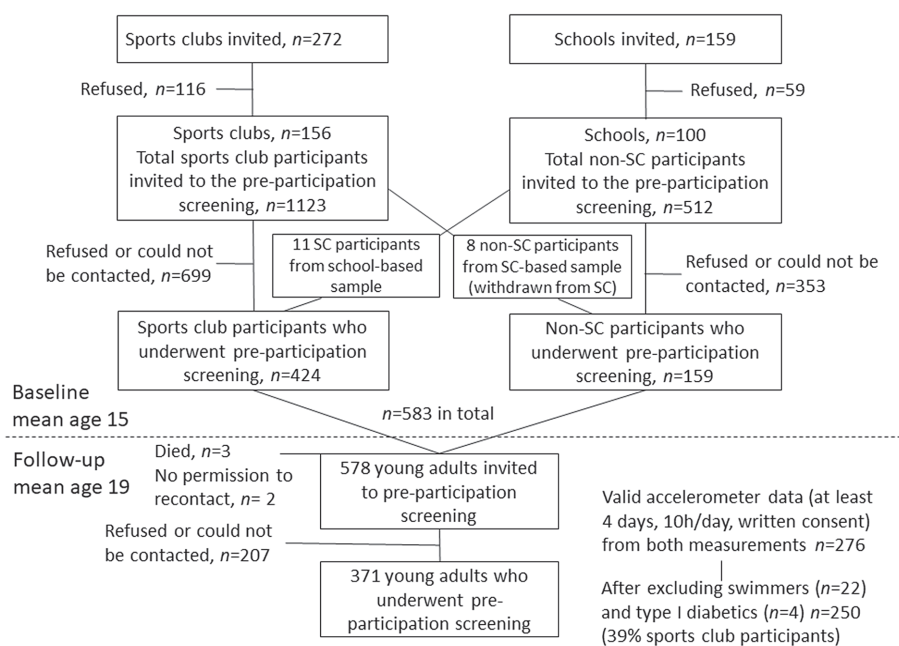 Sports clubs invited, n=272
Schools invited, n=159
Refused, n=116
Refused, n=59
Sports clubs, n=156
Total sports club participants
invited to the pre-participation
screening, n=1123
Schools, n=100
Total non-SC participants
invited to the pre-participation
screening, n=512
Refused or could not
be contacted, n=699
11 SC participants
from school-based
sample
8 non-SC participants
from SC-based sample
(withdrawn from SC)
Refused or could not be
contacted, n=353
Sports club participants who
underwent pre-participation
screening, n=424
Non-SC participants who
underwent pre-participation
screening, n=159
Baseline
mean age 15
n=583 in total
Follow-up
mean age 19
Died, n=3
No permission to
recontact, n= 2
578 young adults invited
to pre-participation
screening
Refused or could not
be contacted, n=207
371 young adults who
underwent pre-
participation screening
Valid accelerometer data (at least
4 days, 10h/day, written consent)
from both measurements n=276
After excluding swimmers (n=22)
and type I diabetics (n=4) n=250
(39% sports club participants)